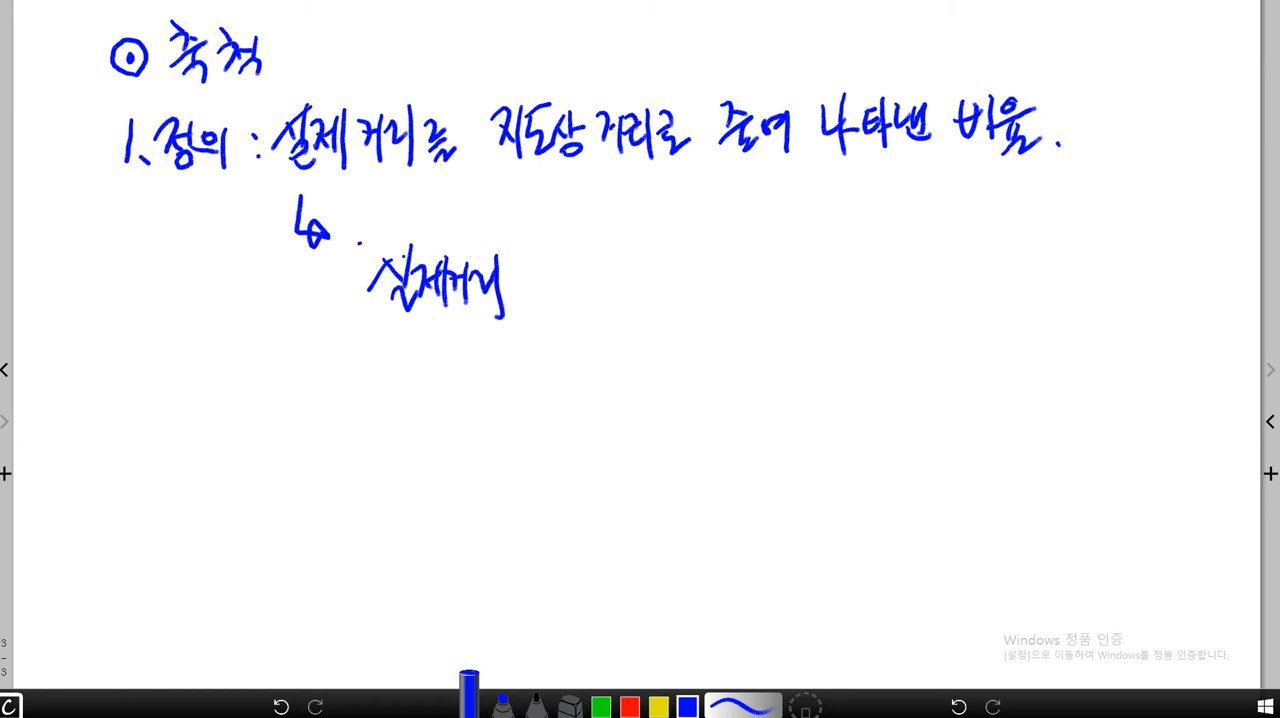 ⊙ 축척
1. 정의 : 실제거리를 지도상 거리로 줄여 나타낸 비율.
↳ 실제거리
Windows 정품 인증
[설정]으로 이동하여 Windows를 정품 인증합니다.
3
-
3